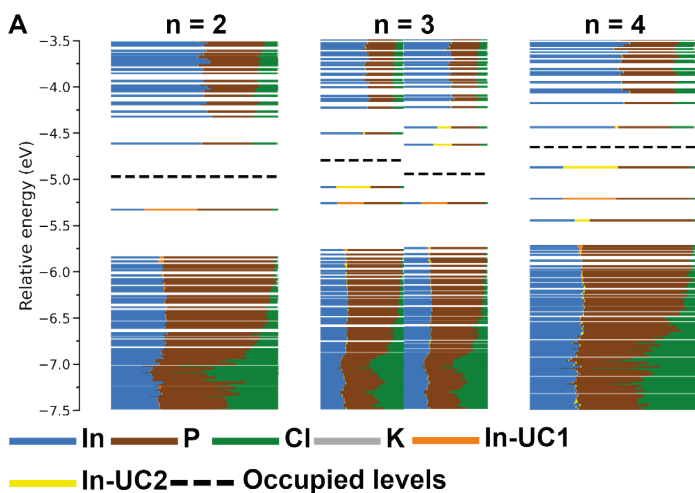 A
n = 2
n = 3
n = 4
Relative energy (eV)
−3.5
−4.0
−4.5
−5.0
−5.5
−6.0
−6.5
−7.0
−7.5
In P Cl K In-UC1
In-UC2 Occupied levels